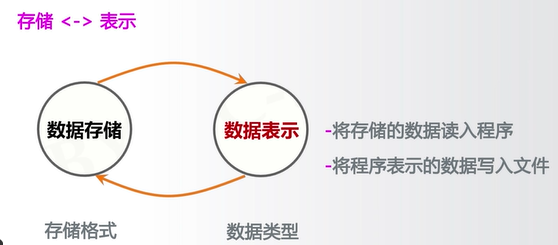 存储 <-> 表示
数据存储
数据表示
-将存储的数据读入程序
-将程序表示的数据写入文件
存储格式
数据类型